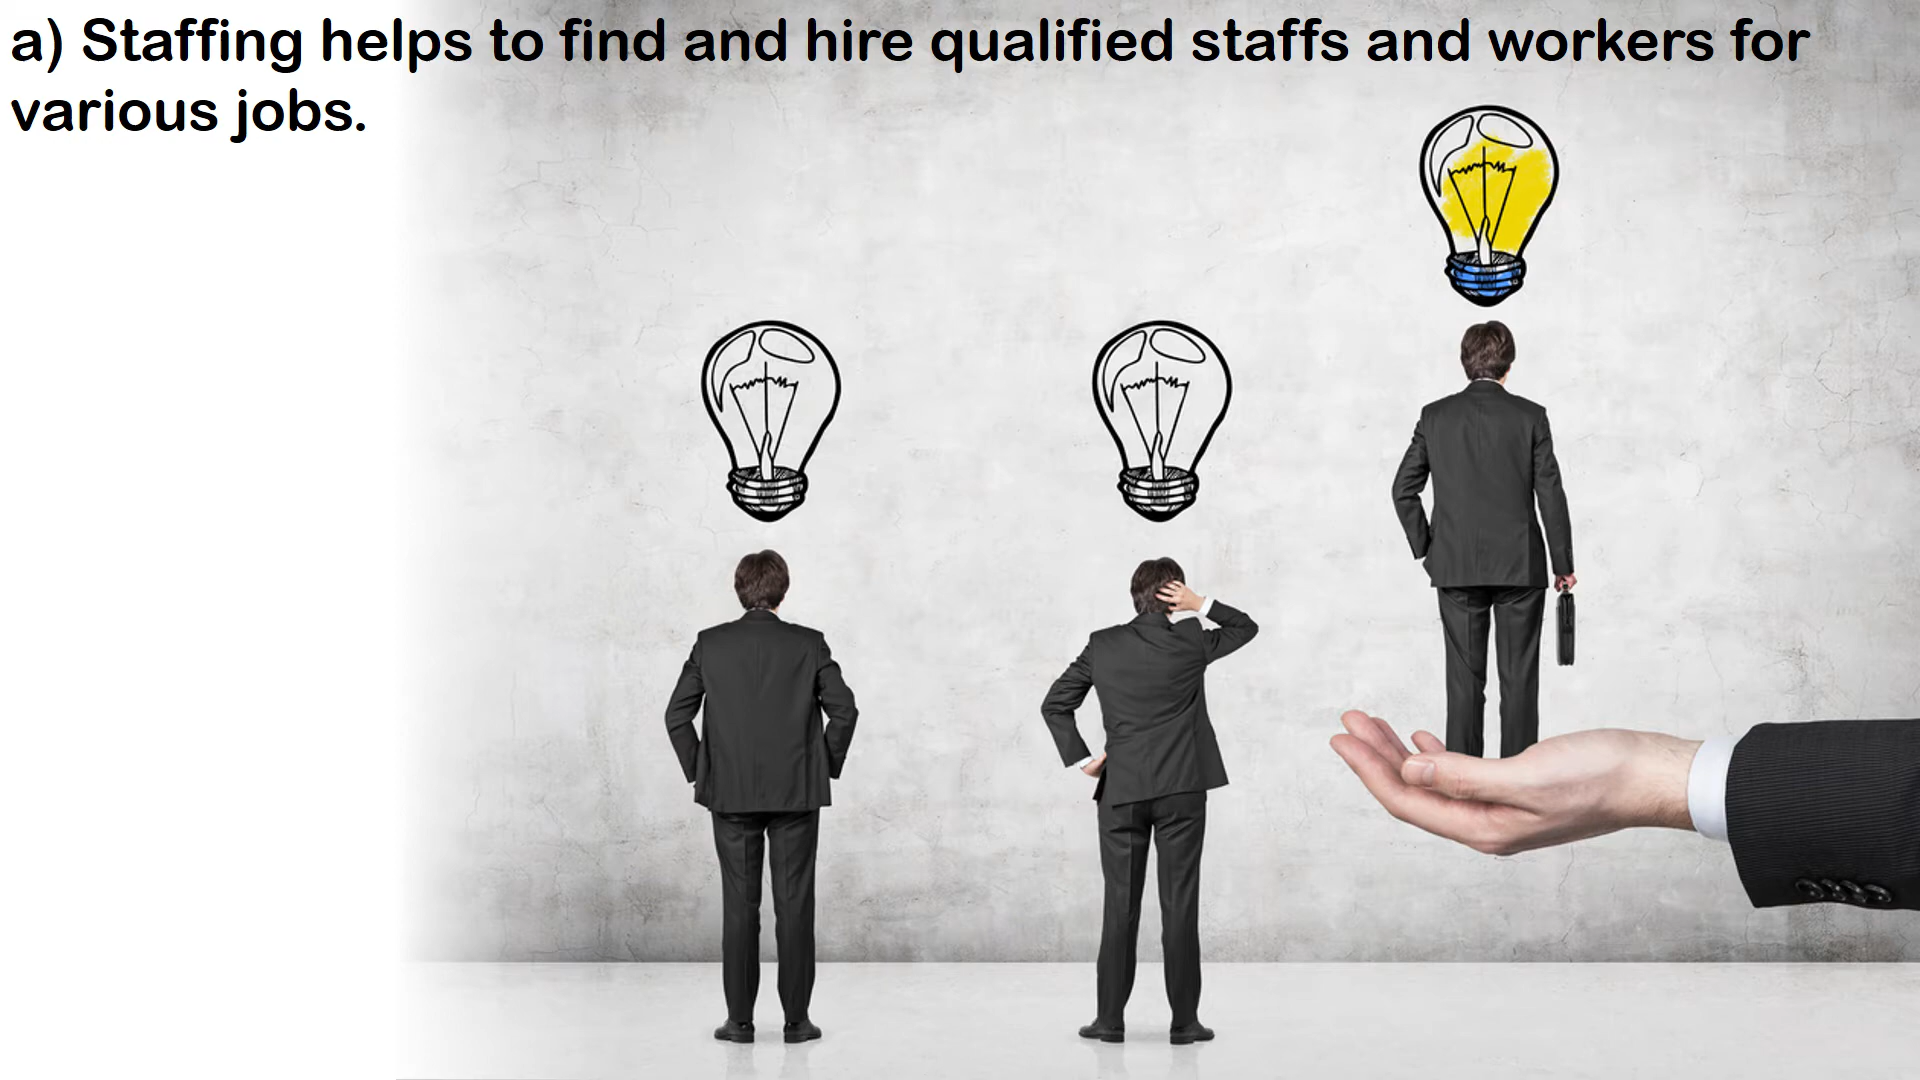 a) Staffing helps to find and hire qualified staffs and workers for
various jobs.